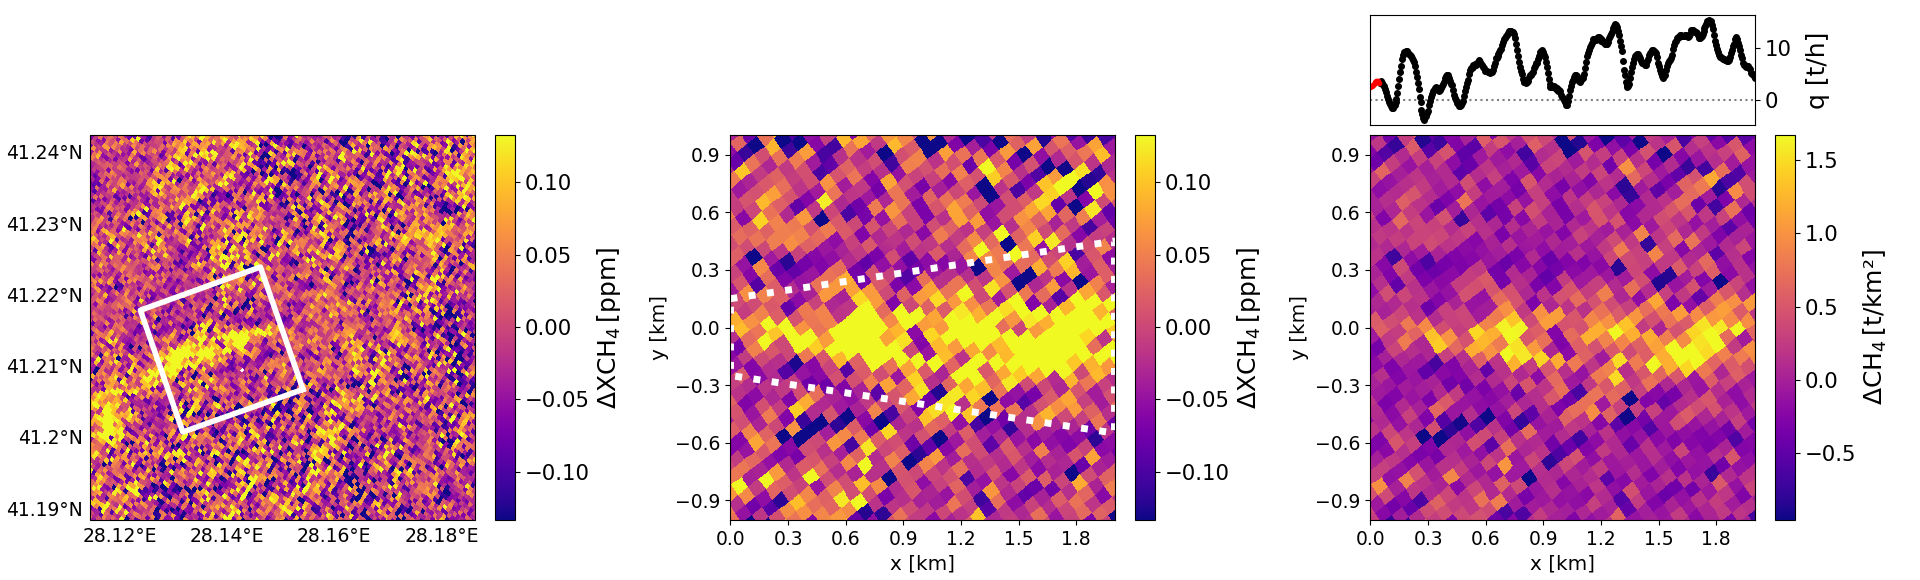 41.24°N
41.23°N
41.22°N
41.21°N
41.2°N
41.19°N
28.12°E 28.14°E 28.16°E 28.18°E
0.10
0.05
0.00
−0.05
−0.10
ΔXCH₄ [ppm]
y [km]
0.9
0.6
0.3
0.0
−0.3
−0.6
−0.9
0.0 0.3 0.6 0.9 1.2 1.5 1.8
x [km]
0.10
0.05
0.00
−0.05
−0.10
ΔXCH₄ [ppm]
10
0
q [t/h]
y [km]
0.9
0.6
0.3
0.0
−0.3
−0.6
−0.9
0.0 0.3 0.6 0.9 1.2 1.5 1.8
x [km]
1.5
1.0
0.5
0.0
−0.5
ΔCH₄ [t/km²]